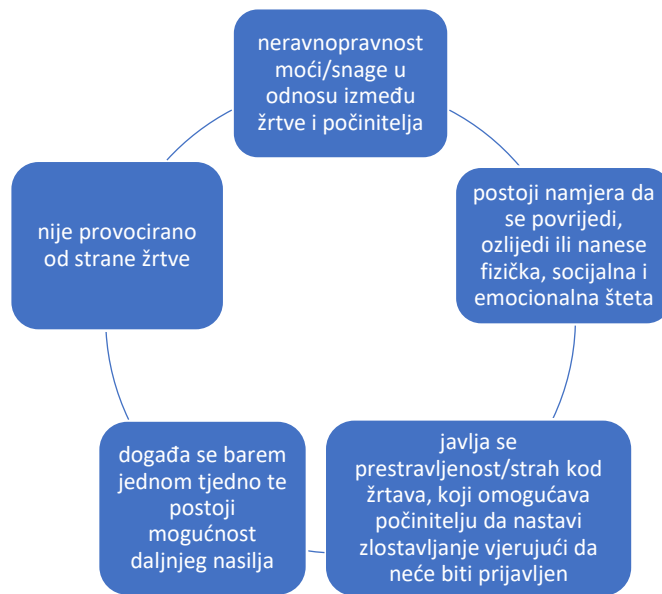 neravnopravnost
moći/snage u
odnosu između
žrtve i počinitelja
postoji namjera da
se povrijedi,
ozlijedi ili nanese
fizička, socijalna i
emocionalna šteta
javlja se
prestravljenost/strah kod
žrtava, koji omogućava
počinitelju da nastavi
zlostavljanje vjerujući da
neće biti prijavljen
događa se barem
jednom tjedno te
postoji
mogućnost
daljnjeg nasilja
nije provocirano
od strane žrtve